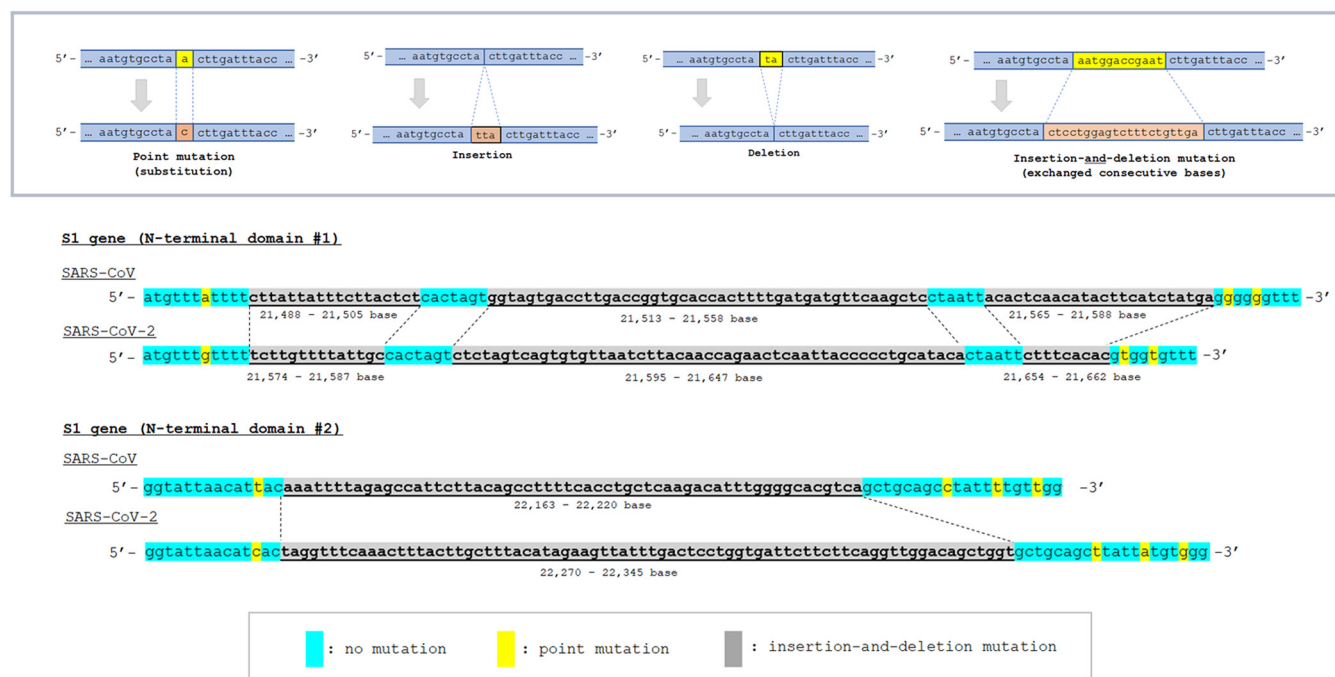 5’- … aatgtgccta a cttgatttacc … -3’
5’- … aatgtgccta c cttgatttacc … -3’
Point mutation
(substitution)
5’- … aatgtgccta cttgatttacc … -3’
5’- … aatgtgccta tta cttgatttacc … -3’
Insertion
5’- … aatgtgccta ta cttgatttacc … -3’
5’- … aatgtgccta cttgatttacc … -3’
Deletion
5’- … aatgtgccta aatggaccgaat cttgatttacc … -3’
5’- … aatgtgccta ctcctggagtctttctgttga cttgatttacc … -3’
Insertion-and-deletion mutation
(exchanged consecutive bases)
S1 gene (N-terminal domain #1)
SARS-CoV
5’- atgtttattttcttattatttcttactctcactagtggtagtgaccttgaccggtgcaccacttttgatgatgttcaagctcctaattacactcaacatacttcatctatgaggggggttt -3’
21,488 - 21,505 base
21,513 - 21,558 base
21,565 - 21,588 base
SARS-CoV-2
5’- atgtttgtttttcttgttttattgccactagtctctagtcagtgtgttaatcttacaaccagaactcaattaccccctgcatacactaattctttcacacgtggtgttt -3’
21,574 - 21,587 base
21,595 - 21,647 base
21,654 - 21,662 base
S1 gene (N-terminal domain #2)
SARS-CoV
5’- ggtattaacattacaaattttagagccattcttacagccttttcacctgctcaagacatttggggcacgtcagctgcagcctattttgttgg -3’
22,163 - 22,220 base
SARS-CoV-2
5’- ggtattaacatcactaggtttcaaactttacttgctttacatagaagttatttgactcctggtgattcttcttcaggttggacagctggtgctgcagcttattatgtggg -3’
22,270 - 22,345 base
: no mutation
: point mutation
: insertion-and-deletion mutation